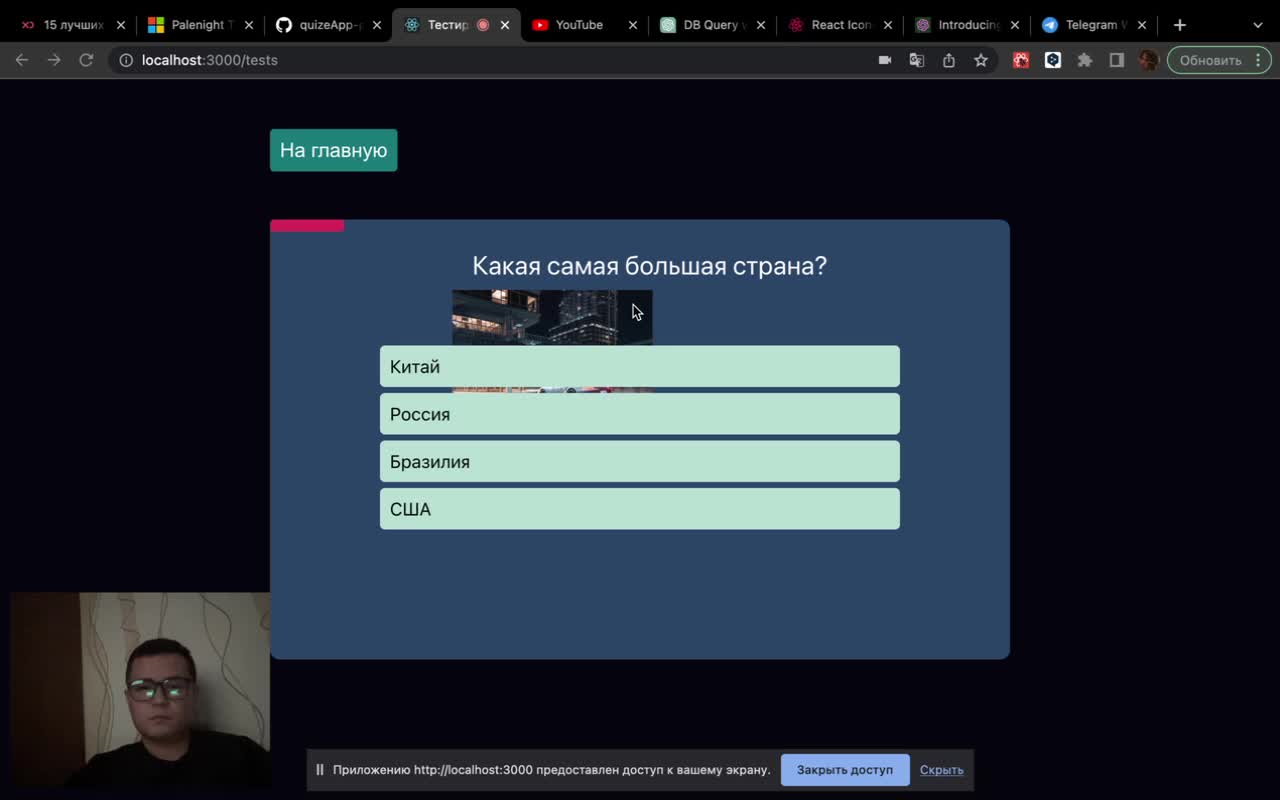 15 лучших
Palenight T
quizeApp-
Тестир
YouTube
DB Query
React Icon
Introducing
Telegram W
localhost:3000/tests
Обновить
На главную
Какая самая большая страна?
Китай
Россия
Бразилия
США
Приложению http://localhost:3000 предоставлен доступ к вашему экрану.
Закрыть доступ
Скрыть